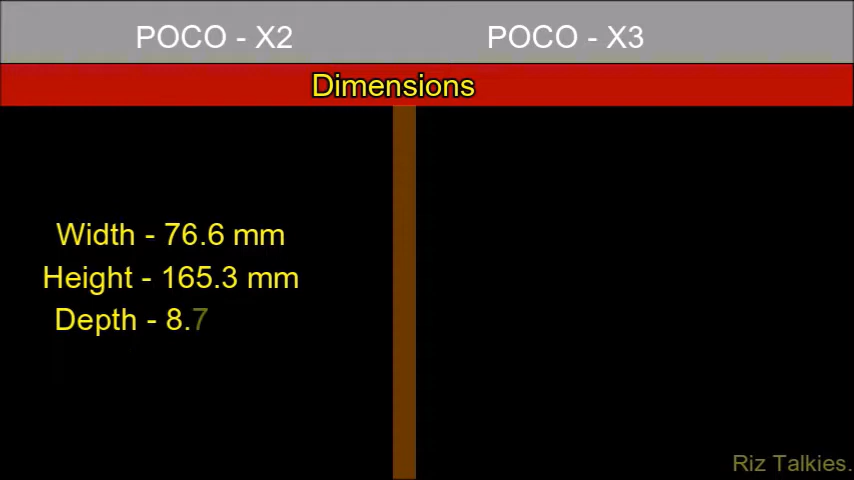 POCO - X2 POCO - X3
Dimensions
Width - 76.6 mm
Height - 165.3 mm
Depth - 8.7
Riz Talkies.